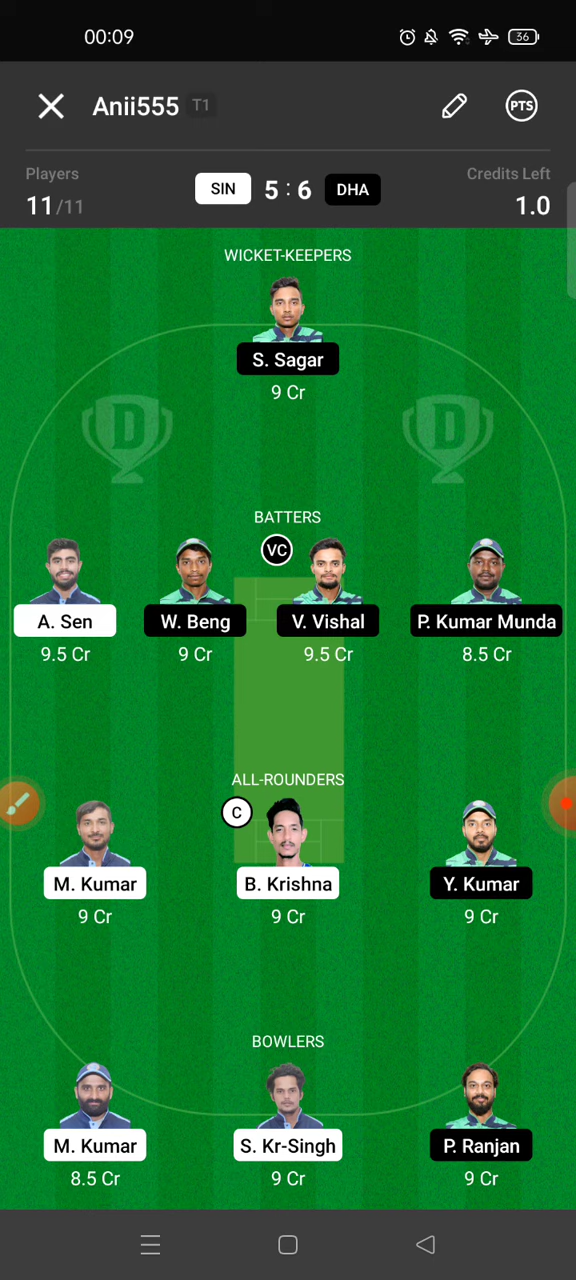 00:09
36
Anii555 T1
PTS
Players
Credits Left
SIN 5 : 6 DHA
11/11
1.0
WICKET-KEEPERS
S. Sagar
9 Cr
D D
BATTERS
VC
A. Sen W. Beng V. Vishal P. Kumar Munda
9.5 Cr 9 Cr 9.5 Cr 8.5 Cr
ALL-ROUNDERS
C
M. Kumar B. Krishna Y. Kumar
9 Cr 9 Cr 9 Cr
BOWLERS
M. Kumar S. Kr-Singh P. Ranjan
8.5 Cr 9 Cr 9 Cr